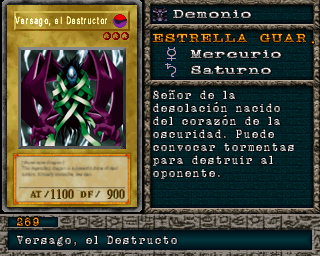 Versago, el Destructor
AT/1100 DF/ 900
Demonio
ESTRELLA GUAR.
Mercurio
Saturno
Señor de la
desolación nacido
del corazón de la
oscuridad. Puede
convocar tormentas
para destruir al
oponente.
269
Versago, el Destructo